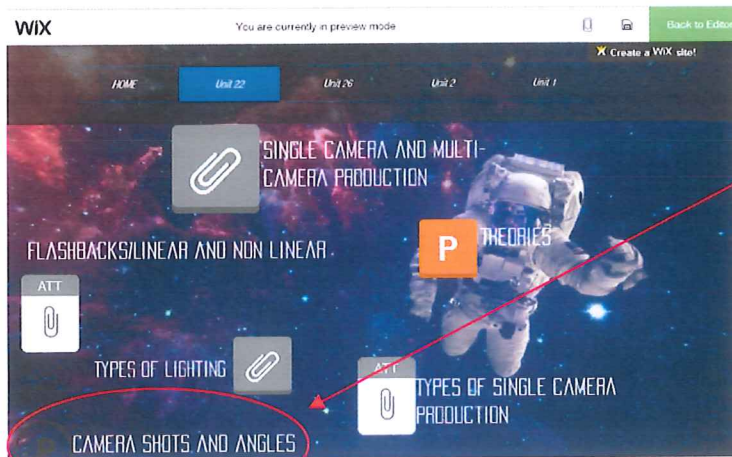 WiX
You are currently in preview mode
Back to Editor
Create a WiX site!
HOME
Unit 22
Unit 26
Unit 2
Unit 1
SINGLE CAMERA AND MULTI-
CAMERA PRODUCTION
P
THEORIES
FLASHBACKS/LINEAR AND NON LINEAR
ATT
TYPES OF LIGHTING
ATT
TYPES OF SINGLE CAMERA
PRODUCTION
CAMERA SHOTS AND ANGLES